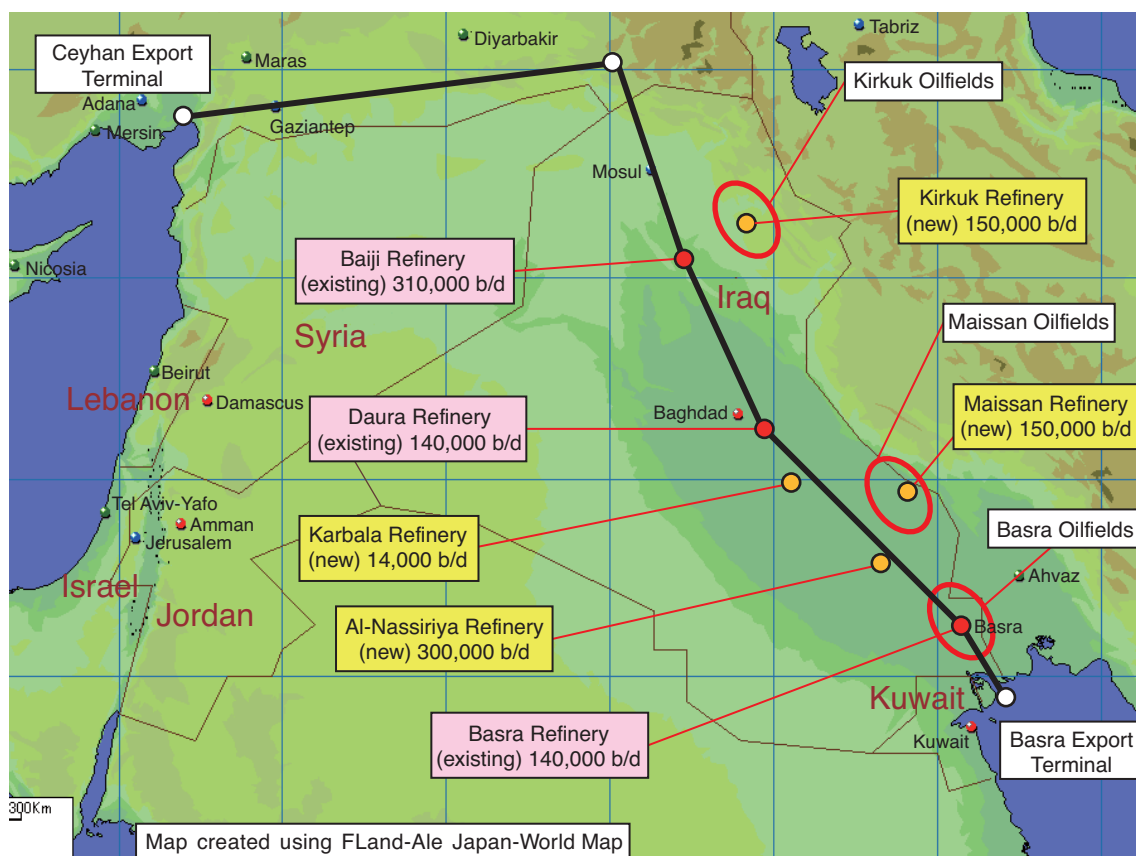 Ceyhan Export
Terminal
Diyarbakir
Tabriz
Maras
Kirkuk Oilfields
Adana
Mersin
Gaziantep
Mosul
Kirkuk Refinery
(new) 150,000 b/d
Nicosia
Baiji Refinery
(existing) 310,000 b/d
Iraq
Maissan Oilfields
Syria
Beirut
Lebanon
Damascus
Daura Refinery
(existing) 140,000 b/d
Baghdad
Maissan Refinery
(new) 150,000 b/d
Tel Aviv-Yafo
Amman
Jerusalem
Karbala Refinery
(new) 14,000 b/d
Basra Oilfields
Israel
Jordan
Ahvaz
Al-Nassiriya Refinery
(new) 300,000 b/d
Basra
Kuwait
Basra Refinery
(existing) 140,000 b/d
Kuwait
Basra Export
Terminal
300Km
Map created using FLand-Ale Japan-World Map